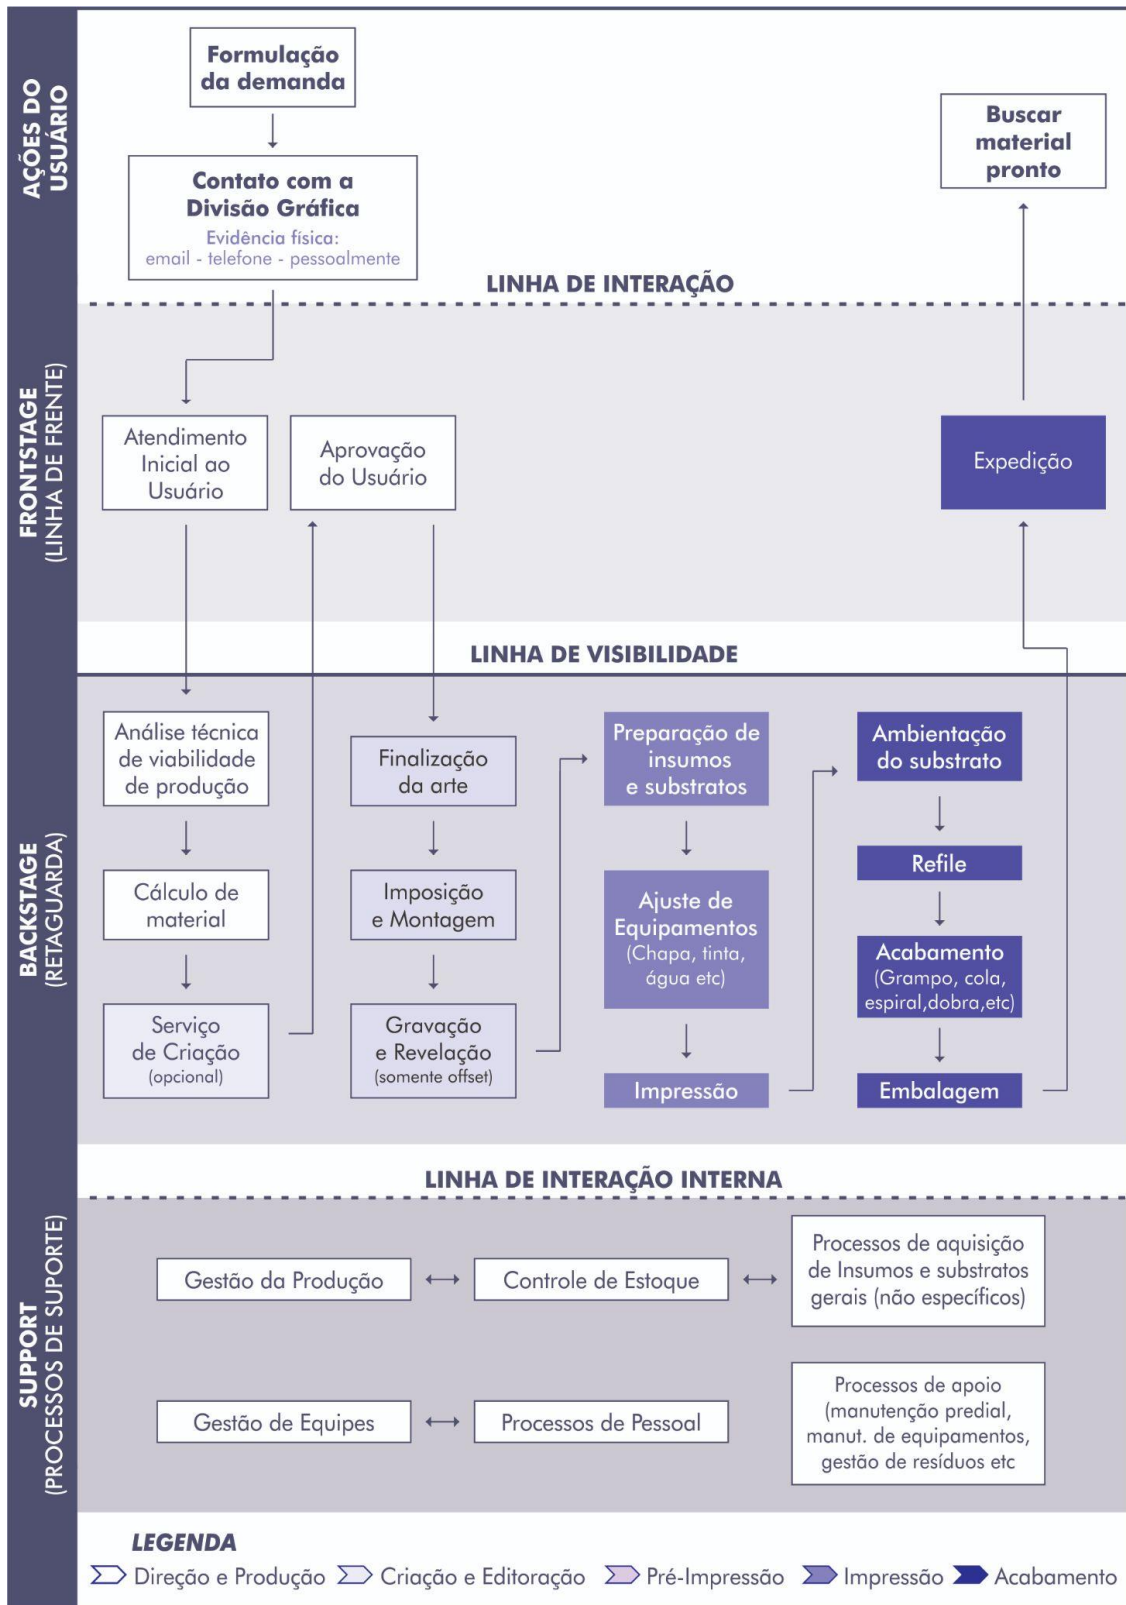 AÇÕES DO
USUÁRIO
Formulação
da demanda
Contato com a
Divisão Gráfica
Evidência física:
email - telefone - pessoalmente
Buscar
material
pronto
LINHA DE INTERAÇÃO
FRONTSTAGE
(LINHA DE FRENTE)
Atendimento
Inicial ao
Usuário
Aprovação
do Usuário
Expedição
LINHA DE VISIBILIDADE
BACKSTAGE
(RETAGUARDA)
Análise técnica
de viabilidade
de produção
Cálculo de
material
Serviço
de Criação
(opcional)
Finalização
da arte
Imposição
e Montagem
Gravação
e Revelação
(somente offset)
Preparação de
insumos
e substratos
Ajuste de
Equipamentos
(Chapa, tinta,
água etc)
Impressão
Ambientação
do substrato
Refile
Acabamento
(Grampo, cola,
espiral,dobra,etc)
Embalagem
LINHA DE INTERAÇÃO INTERNA
SUPPORT
(PROCESSOS DE SUPORTE)
Gestão da Produção
Controle de Estoque
Processos de aquisição
de Insumos e substratos
gerais (não específicos)
Gestão de Equipes
Processos de Pessoal
Processos de apoio
(manutenção predial,
manut. de equipamentos,
gestão de resíduos etc
LEGENDA
Direção e Produção
Criação e Editoração
Pré-Impressão
Impressão
Acabamento